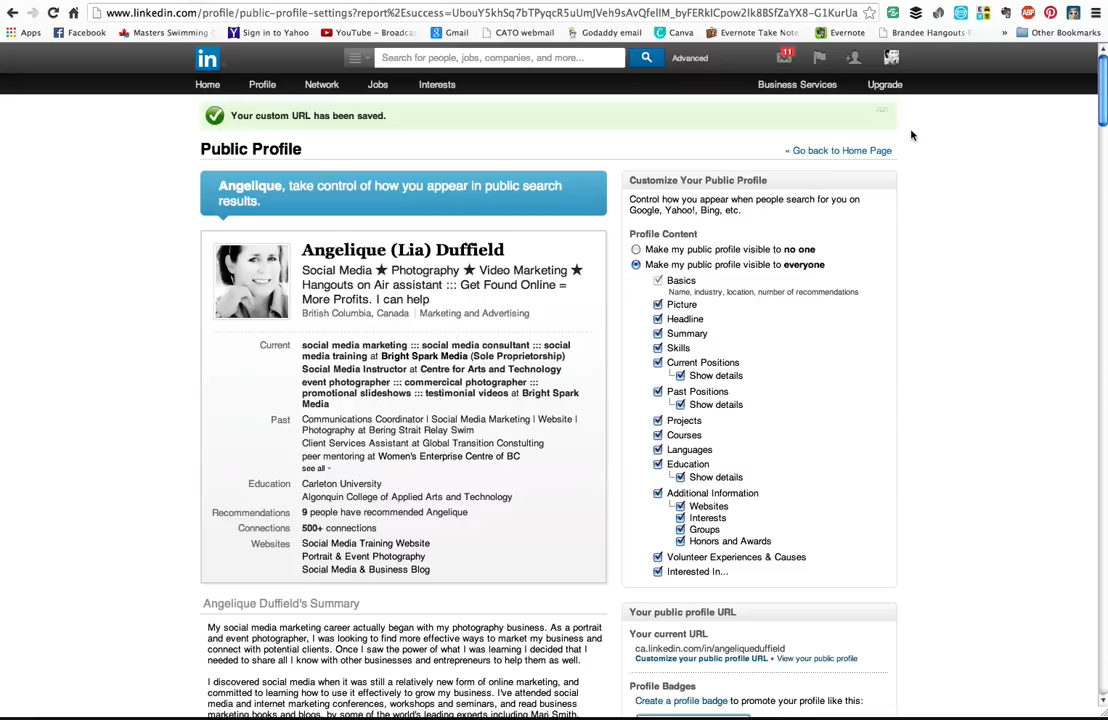 www.linkedin.com/profile/public-profile-settings?report%2Esuccess=
Apps Facebook Masters Swimming Sign in to Yahoo YouTube - Broadcas Gmail CATO webmail Godaddy email Canva Evernote Take Note Evernote Brandee Hangouts » Other Bookmarks
in Search for people, jobs, companies, and more... Advanced 11
Home Profile Network Jobs Interests Business Services Upgrade
Your custom URL has been saved.
Public Profile
« Go back to Home Page
Angelique, take control of how you appear in public search
results.
Angelique (Lia) Duffield
Social Media ★ Photography ★ Video Marketing ★
Hangouts on Air assistant ::: Get Found Online =
More Profits. I can help
British Columbia, Canada | Marketing and Advertising
Current social media marketing ::: social media consultant ::: social
media training at Bright Spark Media (Sole Proprietorship)
Social Media Instructor at Centre for Arts and Technology
event photographer ::: commercical photographer :::
promotional slideshows ::: testimonial videos at Bright Spark
Media
Past Communications Coordinator | Social Media Marketing | Website |
Photography at Bering Strait Relay Swim
Client Services Assistant at Global Transition Constulting
peer mentoring at Women's Enterprise Centre of BC
see all
Education Carleton University
Algonquin College of Applied Arts and Technology
Recommendations 9 people have recommended Angelique
Connections 500+ connections
Websites Social Media Training Website
Portrait & Event Photography
Social Media & Business Blog
Angelique Duffield's Summary
My social media marketing career actually began with my photography business. As a portrait
and event photographer, I was looking to find more effective ways to market my business and
connect with potential clients. Once I saw the power of what I was learning I decided that I
needed to share all I know with other businesses and entrepreneurs to help them as well.
I discovered social media when it was still a relatively new form of online marketing, and
committed to learning how to use it effectively to grow my business. I've attended social
media and internet marketing conferences, workshops and seminars, and read business
marketing books and blogs, by some of the world's leading experts including Mari Smith,
Customize Your Public Profile
Control how you appear when people search for you on
Google, Yahoo!, Bing, etc.
Profile Content
Make my public profile visible to no one
Make my public profile visible to everyone
Basics
Name, industry, location, number of recommendations
Picture
Headline
Summary
Skills
Current Positions
Show details
Past Positions
Show details
Projects
Courses
Languages
Education
Show details
Additional Information
Websites
Interests
Groups
Honors and Awards
Volunteer Experiences & Causes
Interested In...
Your public profile URL
Your current URL
ca.linkedin.com/in/angeliqueduffield
Customize your public profile URL • View your public profile
Profile Badges
Create a profile badge to promote your profile like this: